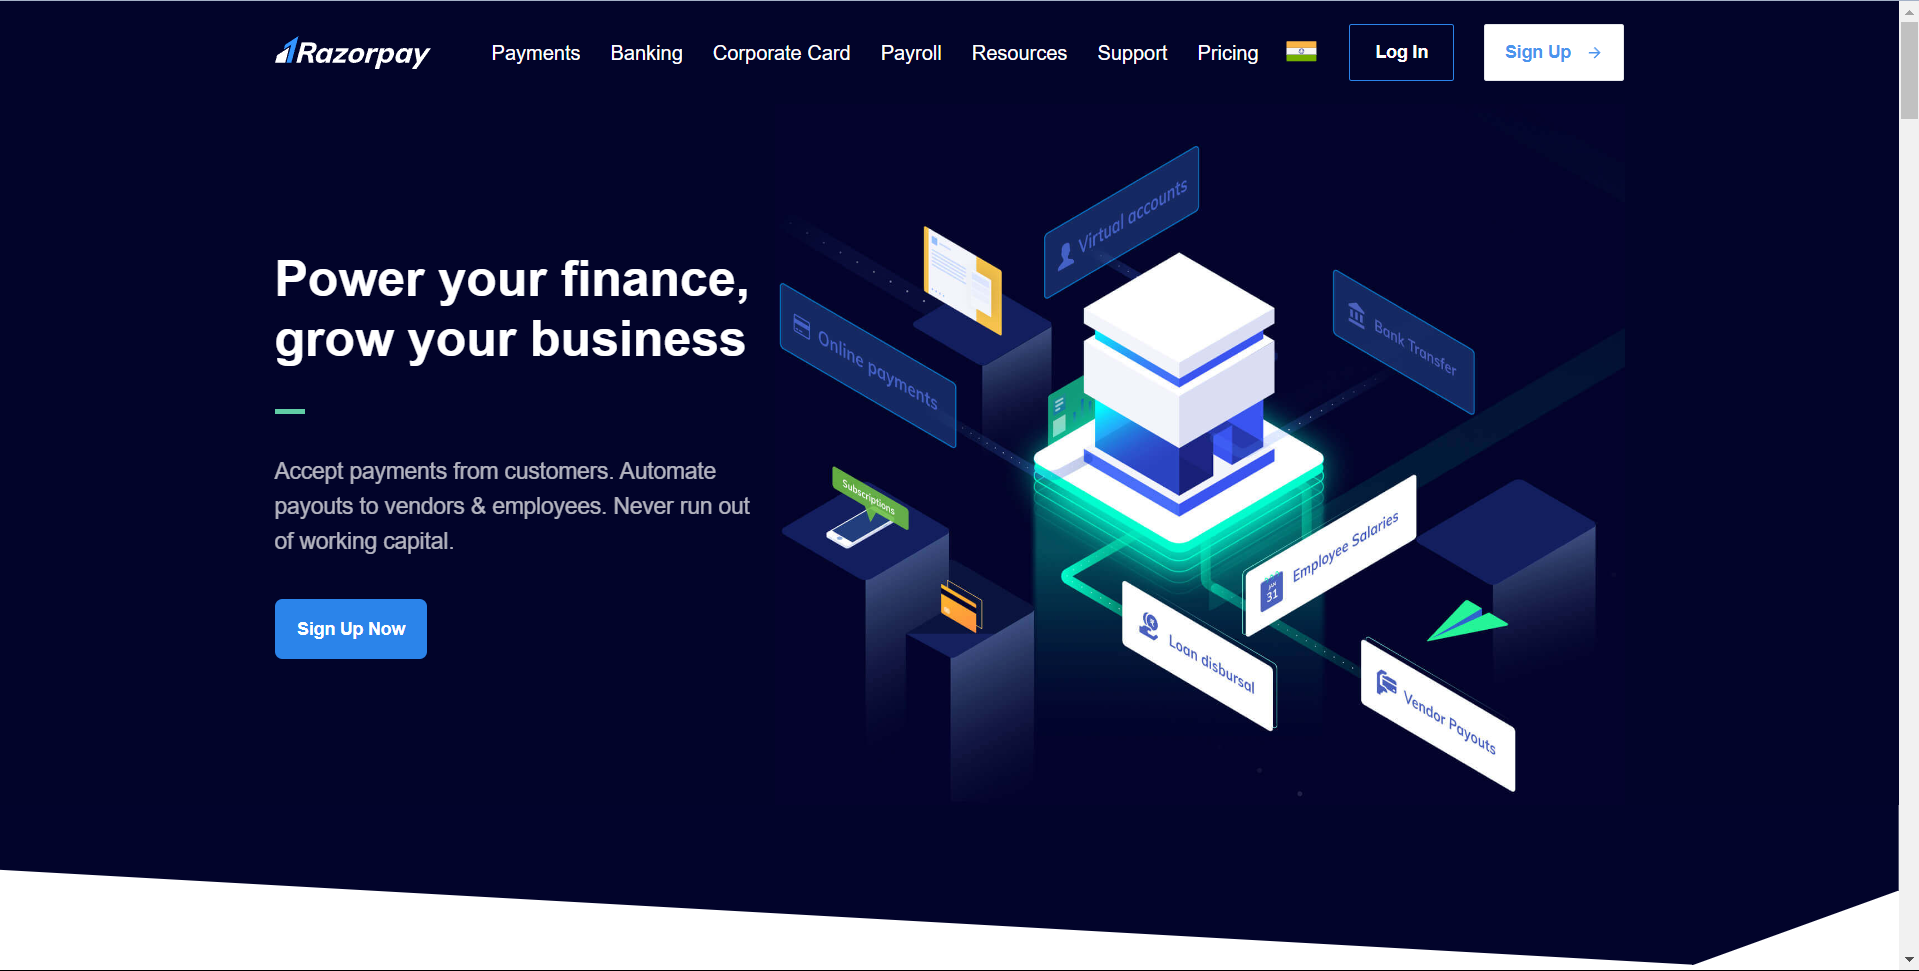 Razorpay
Payments
Banking
Corporate Card
Payroll
Resources
Support
Pricing
Log In
Sign Up
Power your finance,
grow your business
Accept payments from customers. Automate
payouts to vendors & employees. Never run out
of working capital.
Sign Up Now
Virtual accounts
Online payments
Bank Transfer
Subscriptions
Employee Salaries
JAN
31
Loan disbursal
Vendor Payouts